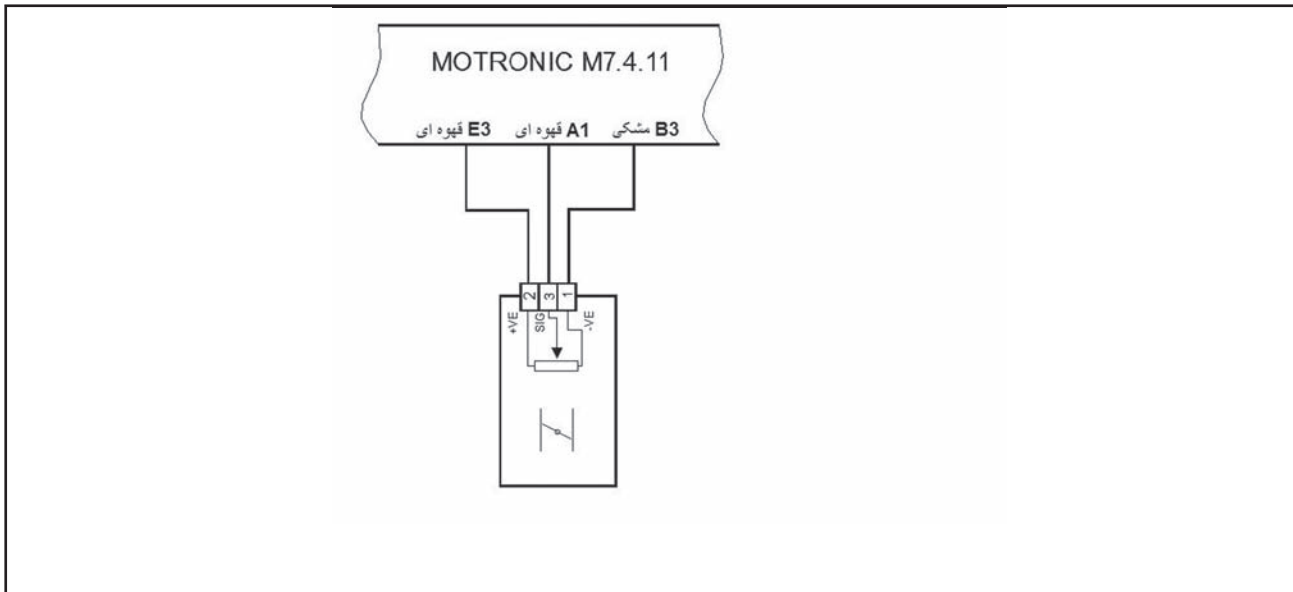 MOTRONIC M7.4.11
E3 قهوه ای
A1 قهوه ای
B3 مشکی
2 3 1
+VE
SIG
-VE